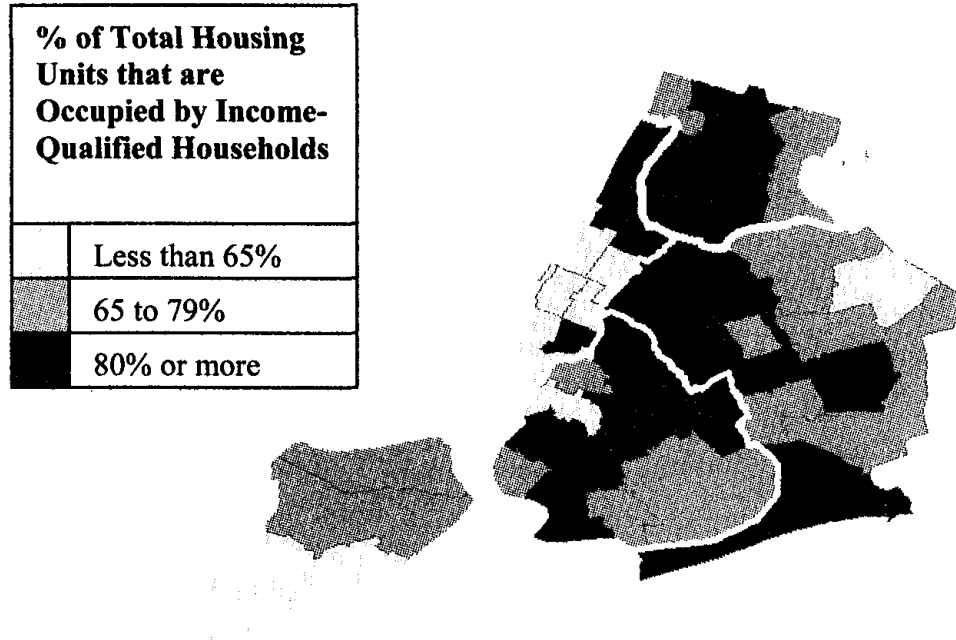 % of Total Housing
Units that are
Occupied by Income-
Qualified Households
Less than 65%
65 to 79%
80% or more